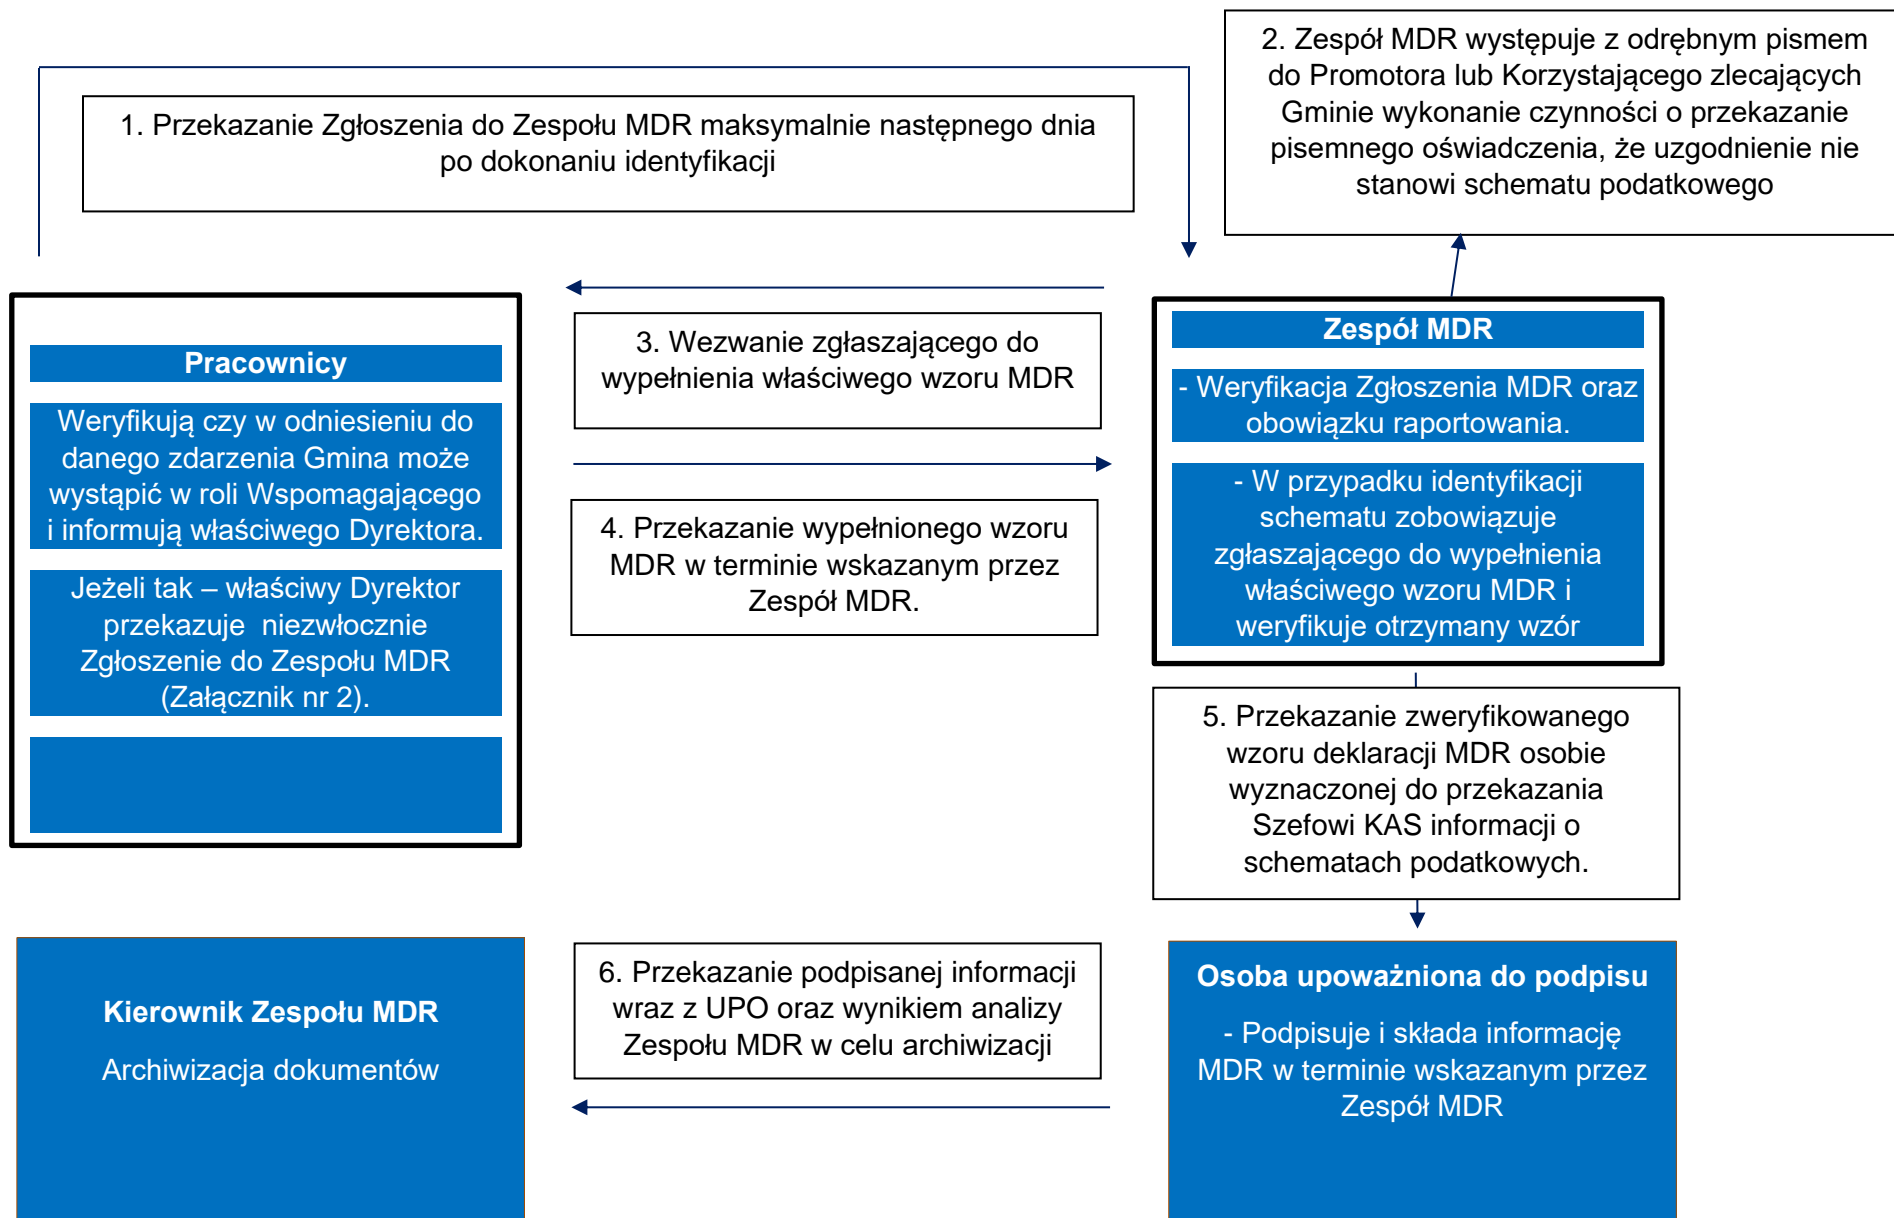 1. Przekazanie Zgłoszenia do Zespołu MDR maksymalnie następnego dnia
po dokonaniu identyfikacji
2. Zespół MDR występuje z odrębnym pismem
do Promotora lub Korzystającego zlecających
Gminie wykonanie czynności o przekazanie
pisemnego oświadczenia, że uzgodnienie nie
stanowi schematu podatkowego
Pracownicy
Weryfikują czy w odniesieniu do
danego zdarzenia Gmina może
wystąpić w roli Wspomagającego
i informują właściwego Dyrektora.
Jeżeli tak – właściwy Dyrektor
przekazuje niezwłocznie
Zgłoszenie do Zespołu MDR
(Załącznik nr 2).
3. Wezwanie zgłaszającego do
wypełnienia właściwego wzoru MDR
4. Przekazanie wypełnionego wzoru
MDR w terminie wskazanym przez
Zespół MDR.
Zespół MDR
- Weryfikacja Zgłoszenia MDR oraz
obowiązku raportowania.
- W przypadku identyfikacji
schematu zobowiązuje
zgłaszającego do wypełnienia
właściwego wzoru MDR i
weryfikuje otrzymany wzór
5. Przekazanie zweryfikowanego
wzoru deklaracji MDR osobie
wyznaczonej do przekazania
Szefowi KAS informacji o
schematach podatkowych.
Kierownik Zespołu MDR
Archiwizacja dokumentów
6. Przekazanie podpisanej informacji
wraz z UPO oraz wynikiem analizy
Zespołu MDR w celu archiwizacji
Osoba upoważniona do podpisu
- Podpisuje i składa informację
MDR w terminie wskazanym przez
Zespół MDR